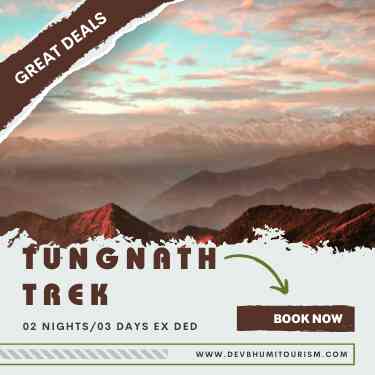 GREAT DEALS
TUNGNATH
TREK
02 NIGHTS/03 DAYS EX DED
BOOK NOW
WWW.DEVBHUMITOURISM.COM